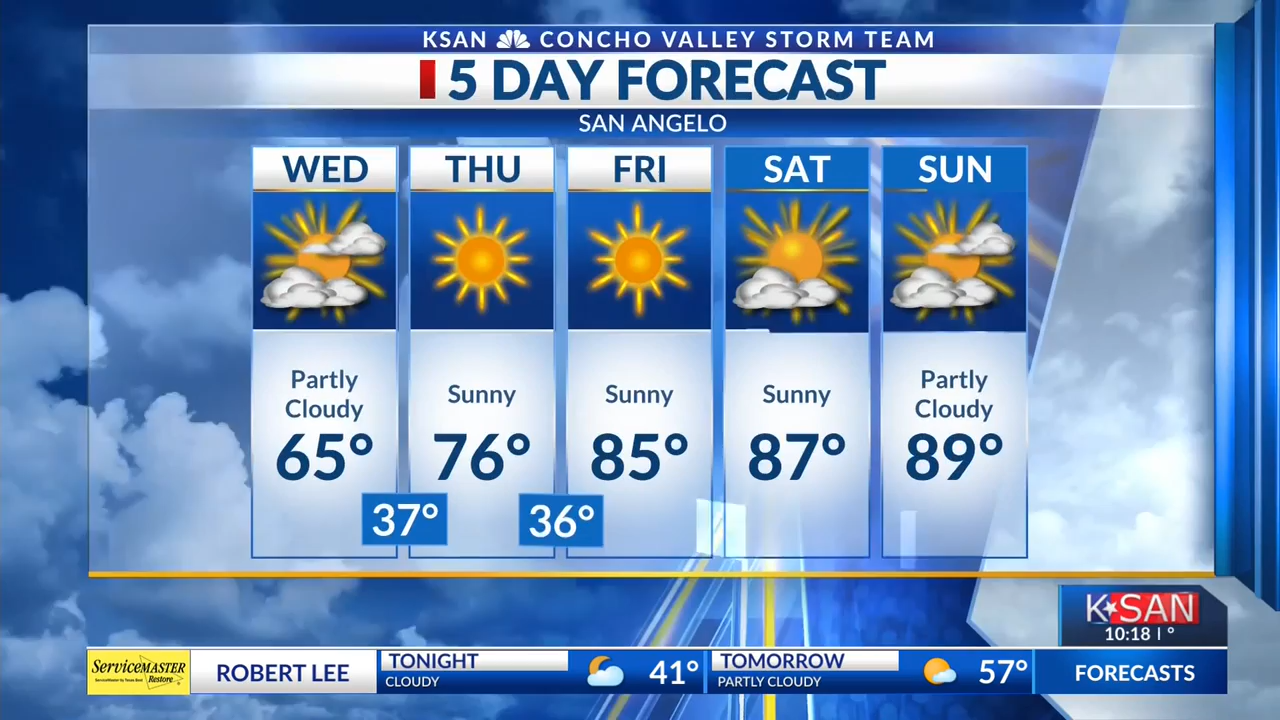 KSAN CONCHO VALLEY STORM TEAM
5 DAY FORECAST
SAN ANGELO
WED THU FRI SAT SUN
Partly Cloudy Sunny Sunny Sunny Partly Cloudy
65° 76° 85° 87° 89°
37° 36°
KSAN
10:18 | °
ServiceMASTER
Restore
ROBERT LEE
TONIGHT
CLOUDY
41°
TOMORROW
PARTLY CLOUDY
57°
FORECASTS